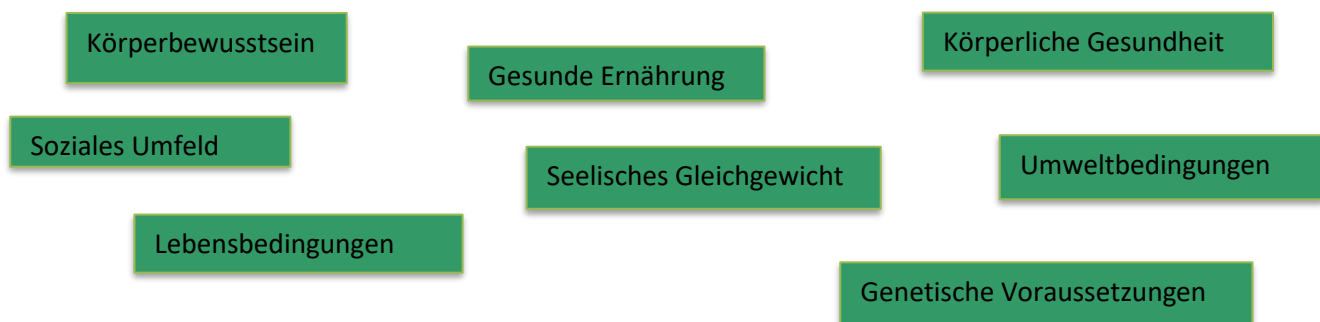 Körperbewusstsein
Körperliche Gesundheit
Gesunde Ernährung
Soziales Umfeld
Seelisches Gleichgewicht
Umweltbedingungen
Lebensbedingungen
Genetische Voraussetzungen